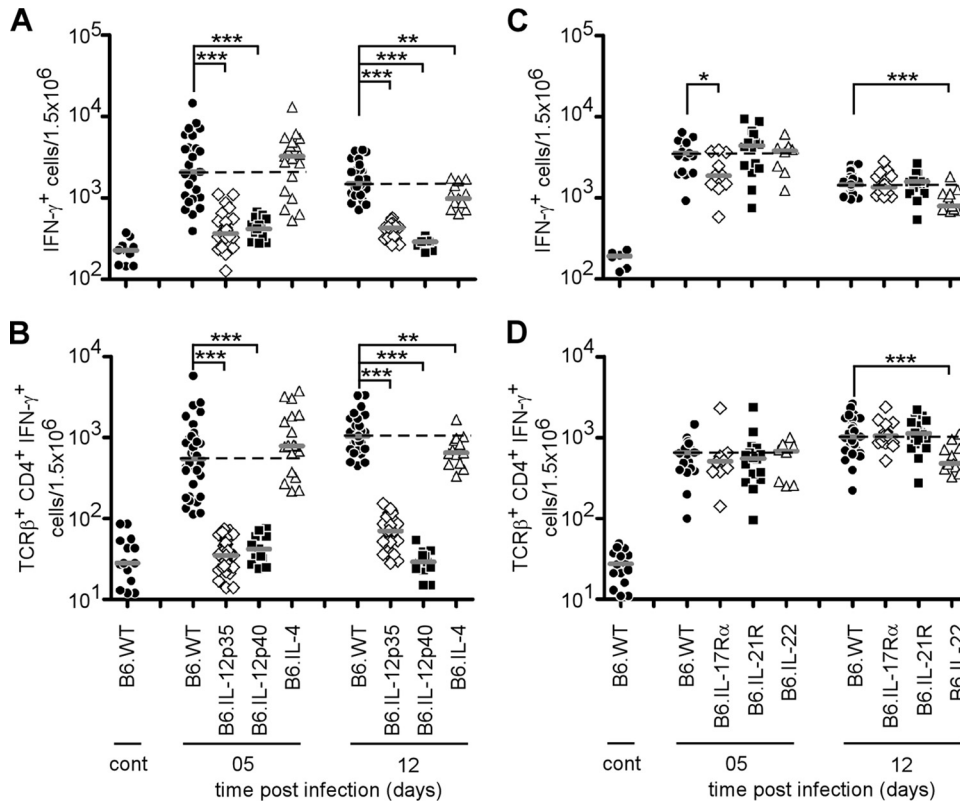 A
IFN-γ+ cells/1.5x10^6
10^5
10^4
10^3
10^2
***
***
**
***
***
B
TCRβ+ CD4+ IFN-γ+
cells/1.5x10^6
10^4
10^3
10^2
10^1
***
***
**
***
***
B6.WT
B6.WT
B6.IL-12p35
B6.IL-12p40
B6.IL-4
B6.WT
B6.IL-12p35
B6.IL-12p40
B6.IL-4
cont
05
12
time post infection (days)
C
IFN-γ+ cells/1.5x10^6
10^5
10^4
10^3
10^2
*
***
D
TCRβ+ CD4+ IFN-γ+
cells/1.5x10^6
10^4
10^3
10^2
10^1
***
B6.WT
B6.WT
B6.IL-17Rα
B6.IL-21R
B6.IL-22
B6.WT
B6.IL-17Rα
B6.IL-21R
B6.IL-22
cont
05
12
time post infection (days)